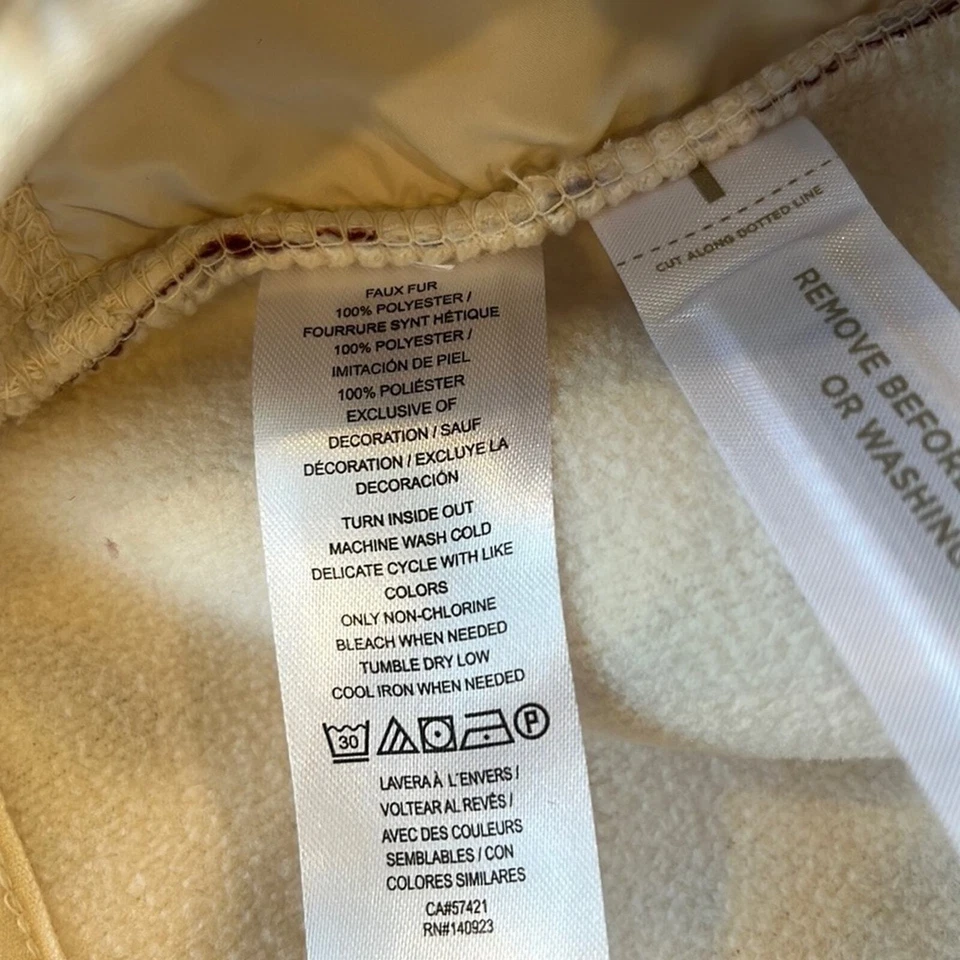 FAUX FUR
100% POLYESTER /
FOURRURE SYNT HÉTIQUE
100% POLYESTER /
IMITACIÓN DE PIEL
100% POLIÉSTER
EXCLUSIVE OF
DECORATION / SAUF
DÉCORATION / EXCLUYE LA
DECORACIÓN
TURN INSIDE OUT
MACHINE WASH COLD
DELICATE CYCLE WITH LIKE
COLORS
ONLY NON-CHLORINE
BLEACH WHEN NEEDED
TUMBLE DRY LOW
COOL IRON WHEN NEEDED
30 P
LAVERA À L'ENVERS /
VOLTEAR AL REVÉS /
AVEC DES COULEURS
SEMBLABLES / CON
COLORES SIMILARES
CA#57421
RN#140923
CUT ALONG DOTTED LINE
REMOVE BEFORE
OR WASHING